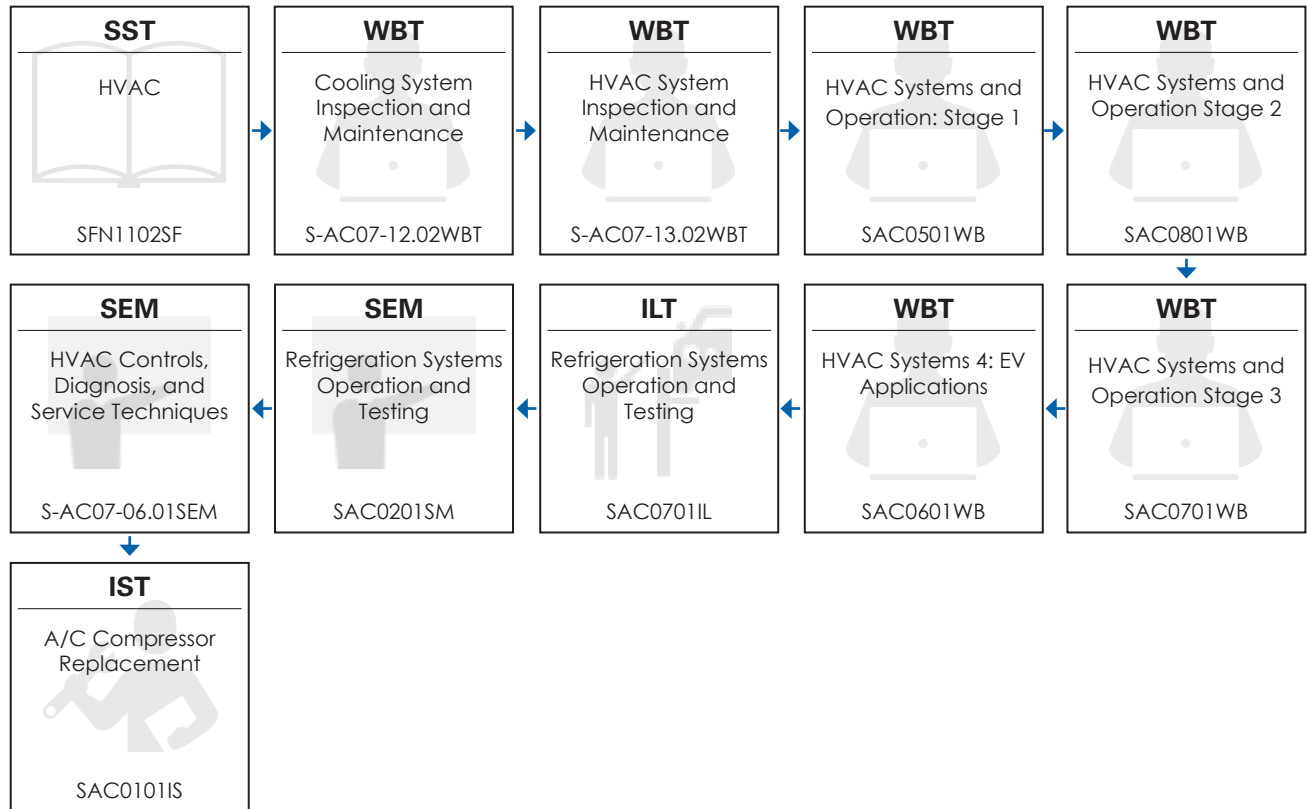 SST
HVAC
SFN1102SF
WBT
Cooling System
Inspection and
Maintenance
S-AC07-12.02WBT
WBT
HVAC System
Inspection and
Maintenance
S-AC07-13.02WBT
WBT
HVAC Systems and
Operation: Stage 1
SAC0501WB
WBT
HVAC Systems and
Operation Stage 2
SAC0801WB
WBT
HVAC Systems and
Operation Stage 3
SAC0701WB
WBT
HVAC Systems 4: EV
Applications
SAC0601WB
ILT
Refrigeration Systems
Operation and
Testing
SAC0701IL
SEM
Refrigeration Systems
Operation and
Testing
SAC0201SM
SEM
HVAC Controls,
Diagnosis, and
Service Techniques
S-AC07-06.01SEM
IST
A/C Compressor
Replacement
SAC0101IS